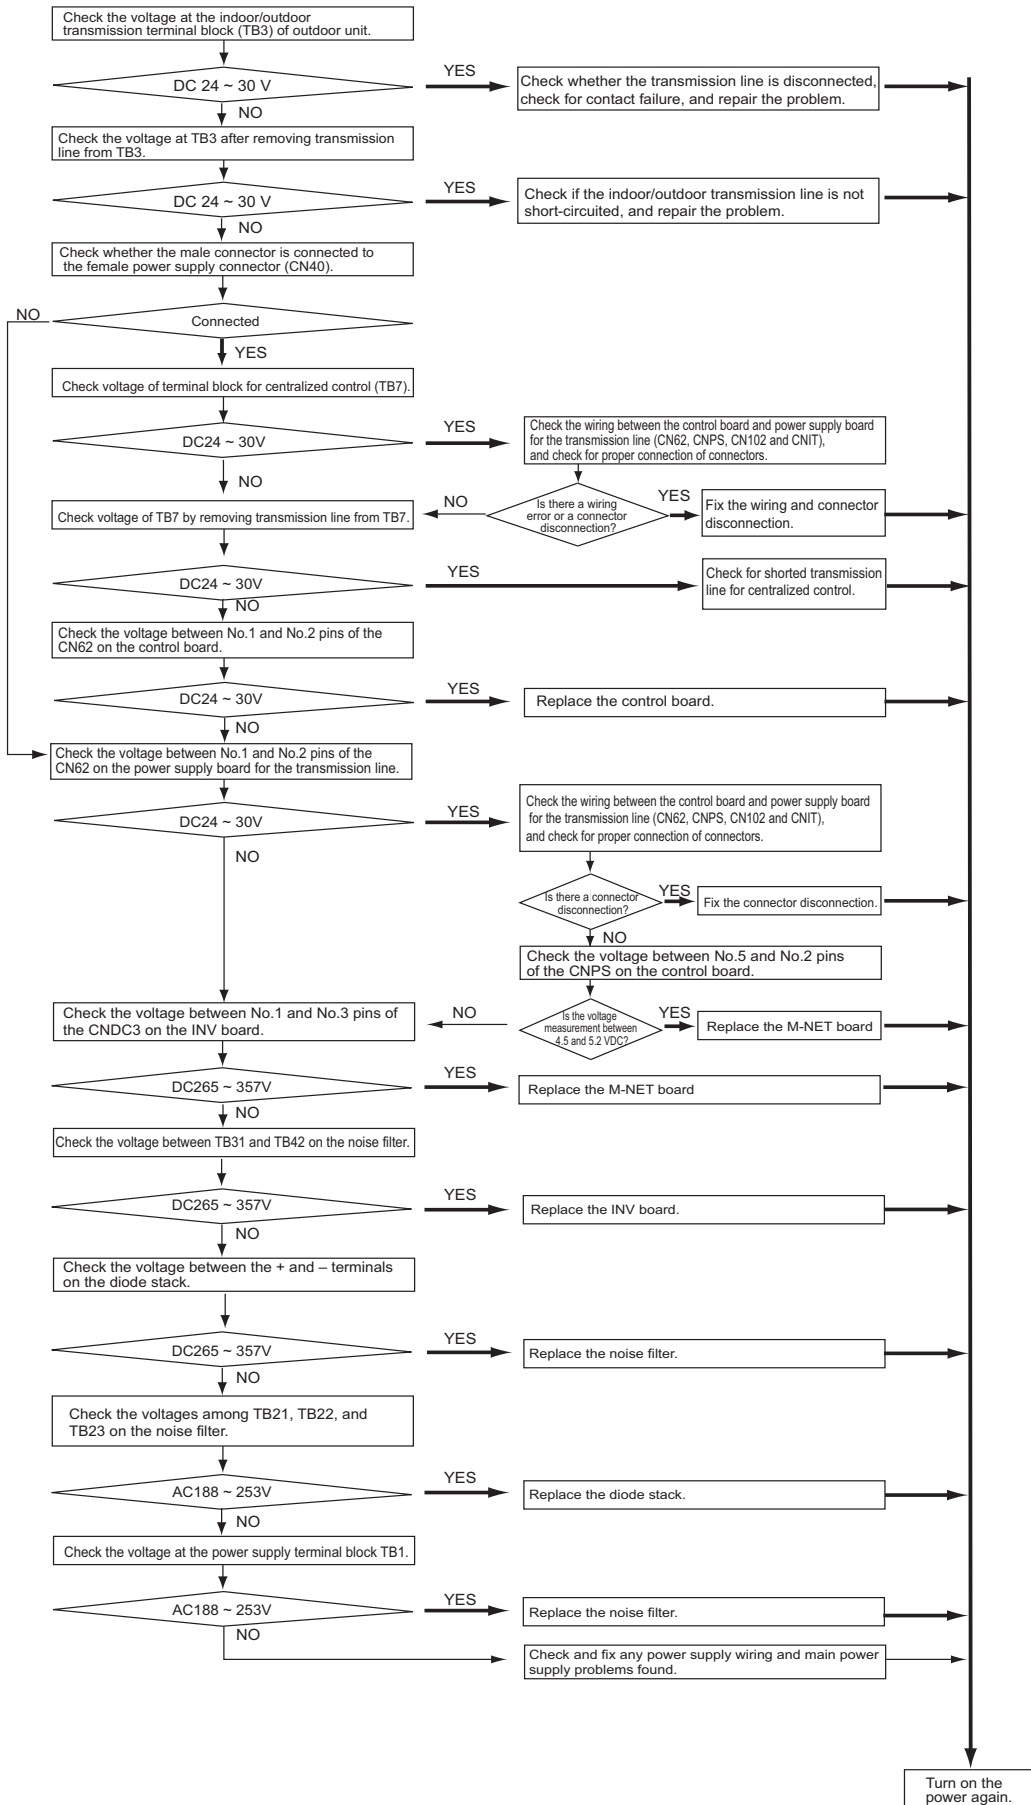 Check the voltage at the indoor/outdoor
transmission terminal block (TB3) of outdoor unit.
DC 24 ~ 30 V
YES
Check whether the transmission line is disconnected,
check for contact failure, and repair the problem.
NO
Check the voltage at TB3 after removing transmission
line from TB3.
DC 24 ~ 30 V
YES
Check if the indoor/outdoor transmission line is not
short-circuited, and repair the problem.
NO
Check whether the male connector is connected to
the female power supply connector (CN40).
NO
Connected
YES
Check voltage of terminal block for centralized control (TB7).
DC24 ~ 30V
YES
Check the wiring between the control board and power supply board
for the transmission line (CN62, CNPS, CN102 and CNIT),
and check for proper connection of connectors.
NO
Check voltage of TB7 by removing transmission line from TB7.
NO
Is there a wiring
error or a connector
disconnection?
YES
Fix the wiring and connector
disconnection.
DC24 ~ 30V
YES
Check for shorted transmission
line for centralized control.
NO
Check the voltage between No.1 and No.2 pins of the
CN62 on the control board.
DC24 ~ 30V
YES
Replace the control board.
NO
Check the voltage between No.1 and No.2 pins of the
CN62 on the power supply board for the transmission line.
DC24 ~ 30V
YES
Check the wiring between the control board and power supply board
for the transmission line (CN62, CNPS, CN102 and CNIT),
and check for proper connection of connectors.
NO
Is there a connector
disconnection?
YES
Fix the connector disconnection.
NO
Check the voltage between No.5 and No.2 pins
of the CNPS on the control board.
Check the voltage between No.1 and No.3 pins of
the CNDC3 on the INV board.
NO
Is the voltage
measurement between
4.5 and 5.2 VDC?
YES
Replace the M-NET board
DC265 ~ 357V
YES
Replace the M-NET board
NO
Check the voltage between TB31 and TB42 on the noise filter.
DC265 ~ 357V
YES
Replace the INV board.
NO
Check the voltage between the + and – terminals
on the diode stack.
DC265 ~ 357V
YES
Replace the noise filter.
NO
Check the voltages among TB21, TB22, and
TB23 on the noise filter.
AC188 ~ 253V
YES
Replace the diode stack.
NO
Check the voltage at the power supply terminal block TB1.
AC188 ~ 253V
YES
Replace the noise filter.
NO
Check and fix any power supply wiring and main power
supply problems found.
Turn on the
power again.